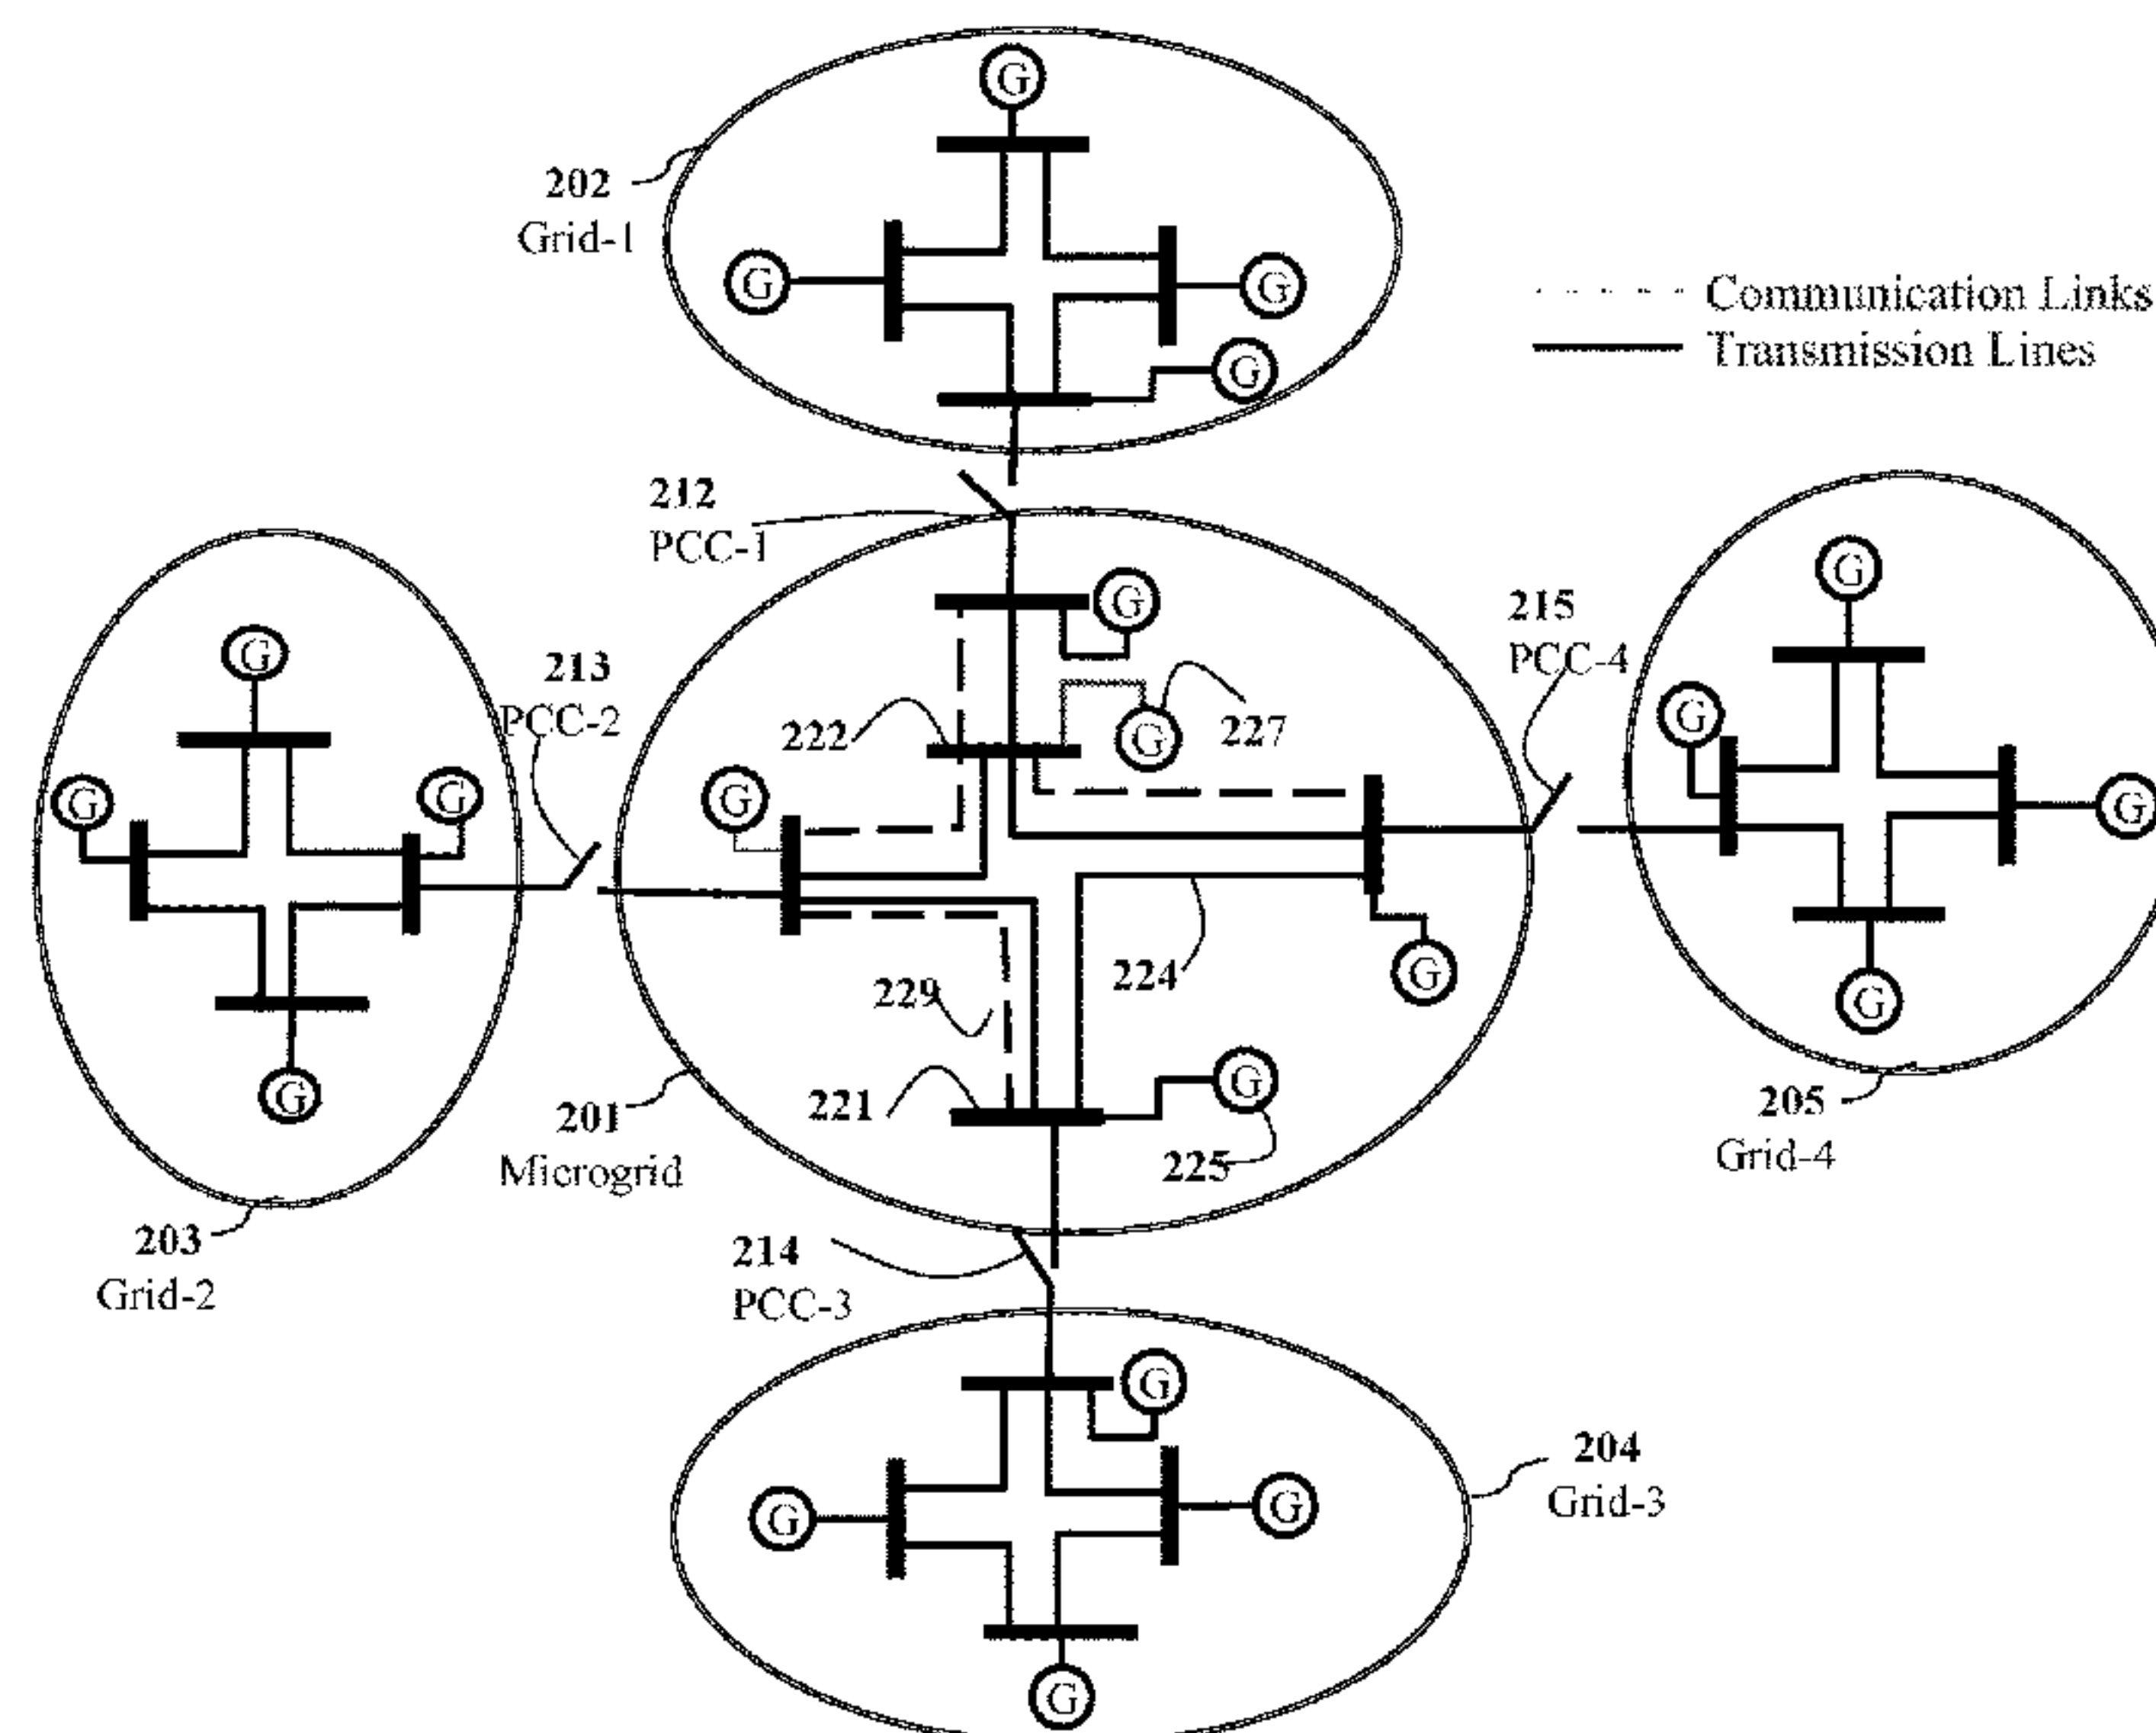 G
202
Grid-1
G
G
G
Communication Links
Transmission Lines
212
PCC-1
G
215
PCC-4
G
G
213
PCC-2
222
G
227
G
G
G
G
G
229
224
G
G
221
G
225
201
Microgrid
205
Grid-4
G
203
Grid-2
214
PCC-3
G
204
Grid-3
G
G
G